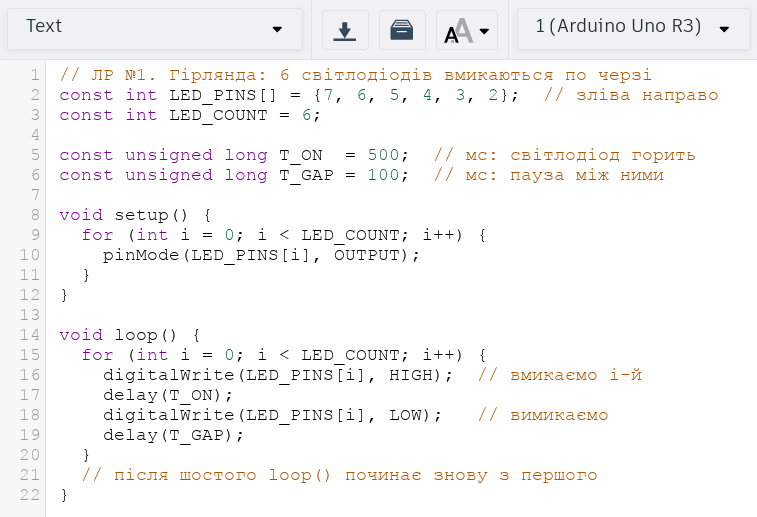 Text
AA
1 (Arduino Uno R3)
1 // ЛР №1. Гірлянда: 6 світлодіодів вмикаються по черзі
2 const int LED_PINS[] = {7, 6, 5, 4, 3, 2};  // зліва направо
3 const int LED_COUNT = 6;
4
5 const unsigned long T_ON  = 500;  // мс: світлодіод горить
6 const unsigned long T_GAP = 100;  // мс: пауза між ними
7
8 void setup() {
9   for (int i = 0; i < LED_COUNT; i++) {
10     pinMode(LED_PINS[i], OUTPUT);
11   }
12 }
13
14 void loop() {
15   for (int i = 0; i < LED_COUNT; i++) {
16     digitalWrite(LED_PINS[i], HIGH);  // вмикаємо i-й
17     delay(T_ON);
18     digitalWrite(LED_PINS[i], LOW);   // вимикаємо
19     delay(T_GAP);
20   }
21   // після шостого loop() починає знову з першого
22 }